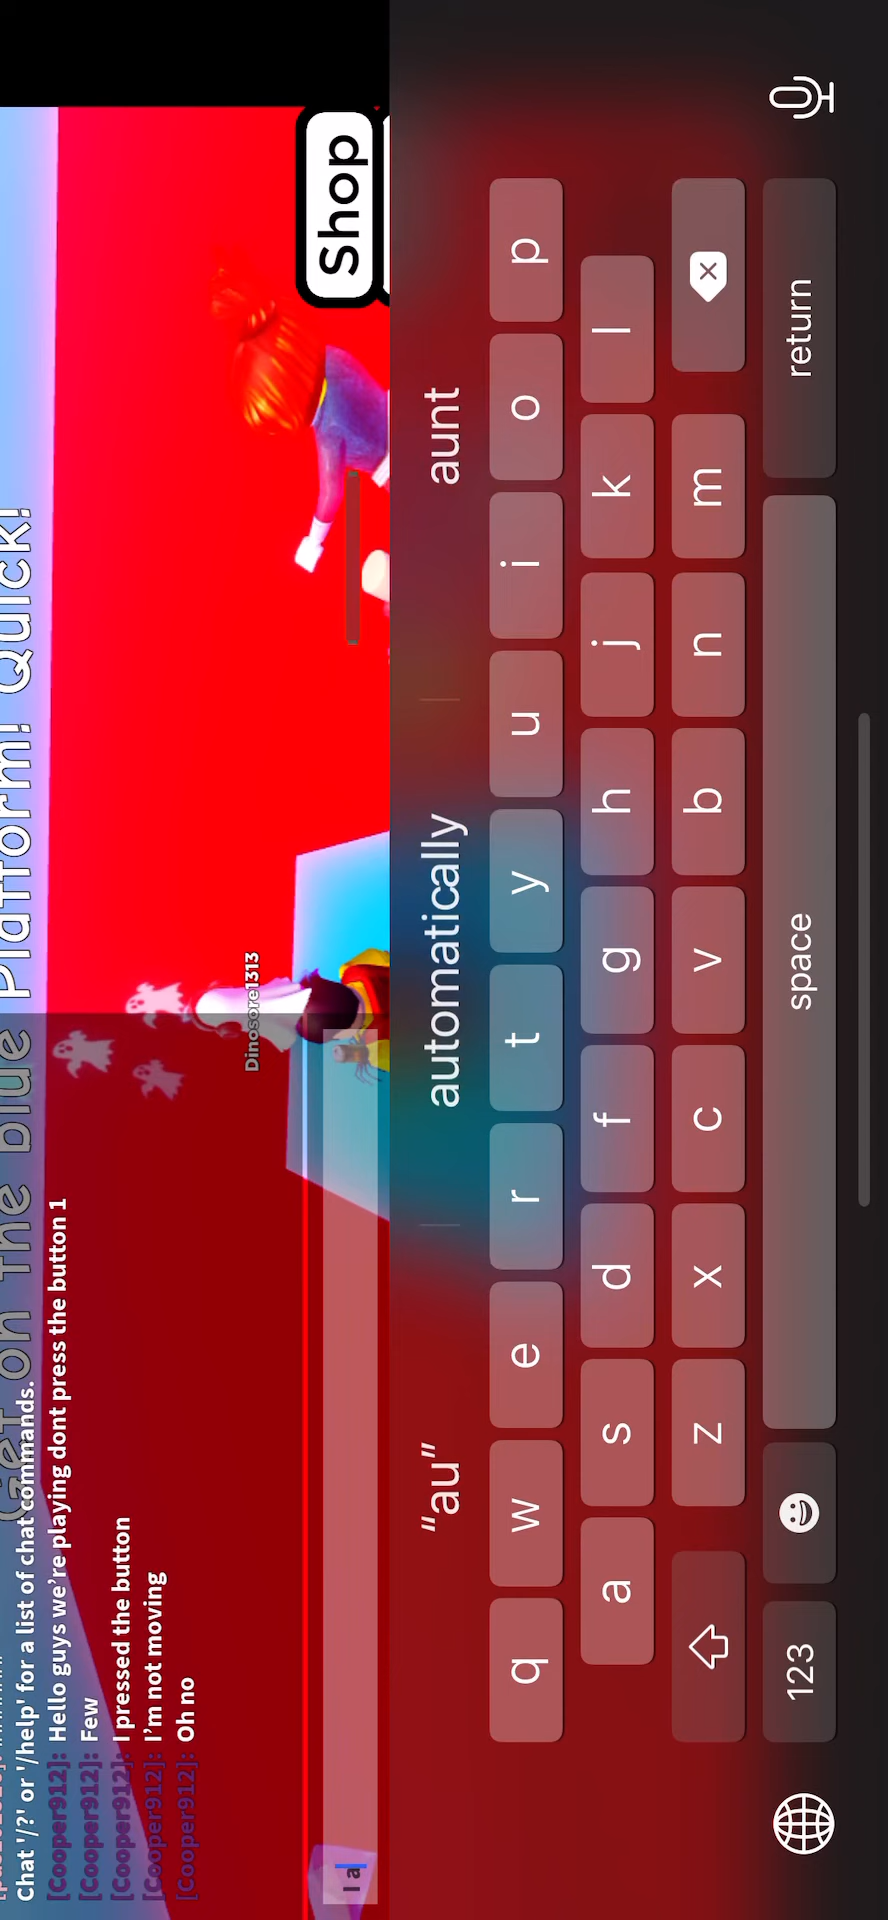 Get on the blue Platform! Quick!
Chat '/?' or '/help' for a list of chat commands.
[Cooper912]: Hello guys we're playing dont press the button 1
[Cooper912]: Few
[Cooper912]: I pressed the button
[Cooper912]: I'm not moving
[Cooper912]: Oh no
Dinosore1313
Shop
I a
"au" automatically aunt
q w e r t y u i o p
a s d f g h j k l
z x c v b n m
123 space return